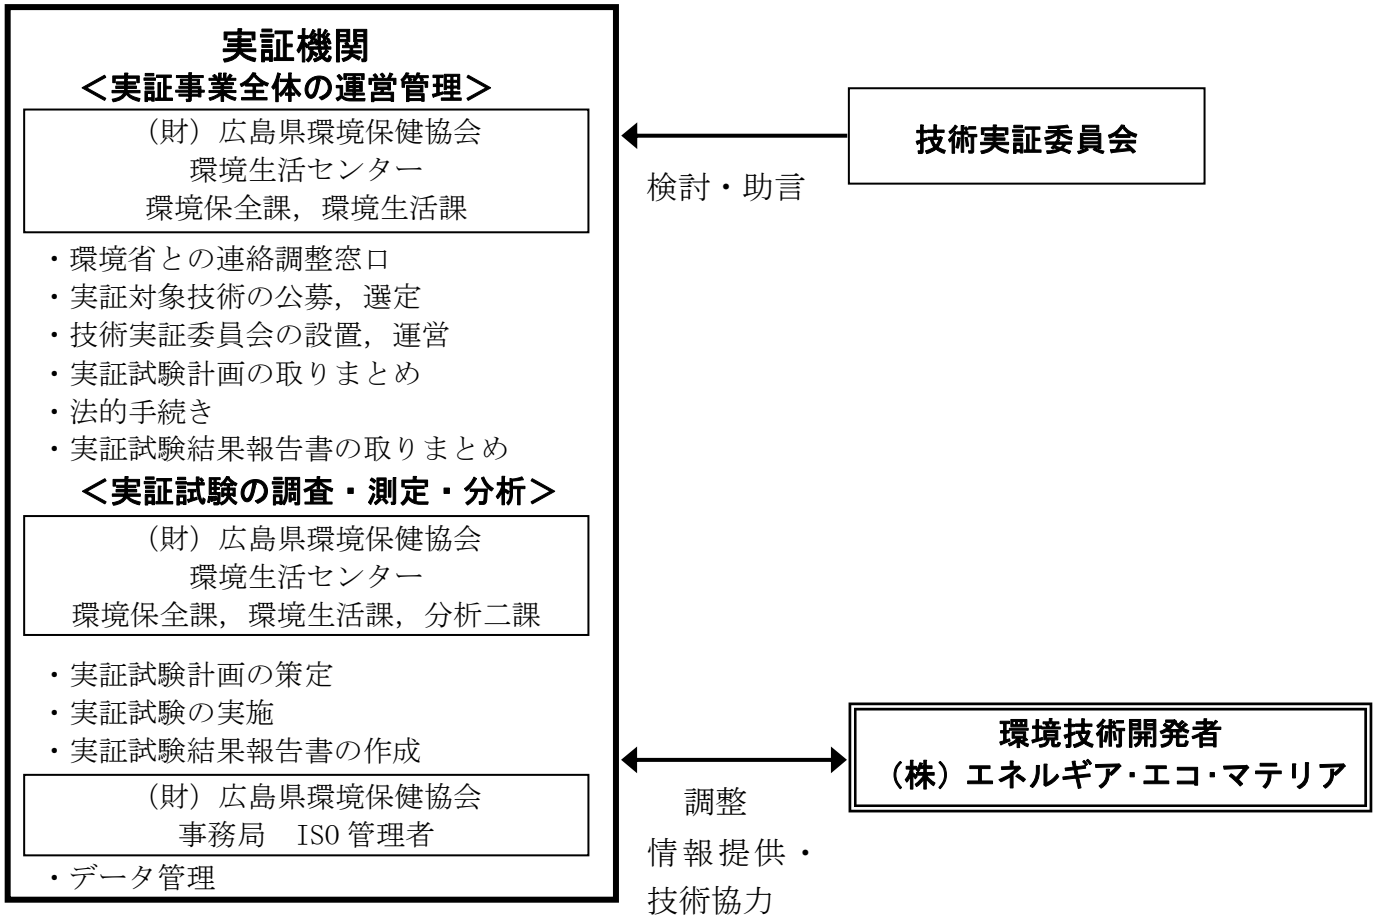 実証機関
＜実証事業全体の運営管理＞
（財）広島県環境保健協会
環境生活センター
環境保全課，環境生活課
・環境省との連絡調整窓口
・実証対象技術の公募，選定
・技術実証委員会の設置，運営
・実証試験計画の取りまとめ
・法的手続き
・実証試験結果報告書の取りまとめ
＜実証試験の調査・測定・分析＞
（財）広島県環境保健協会
環境生活センター
環境保全課，環境生活課，分析二課
・実証試験計画の策定
・実証試験の実施
・実証試験結果報告書の作成
（財）広島県環境保健協会
事務局　ISO管理者
・データ管理
技術実証委員会
検討・助言
環境技術開発者
（株）エネルギア・エコ・マテリア
調整
情報提供・
技術協力